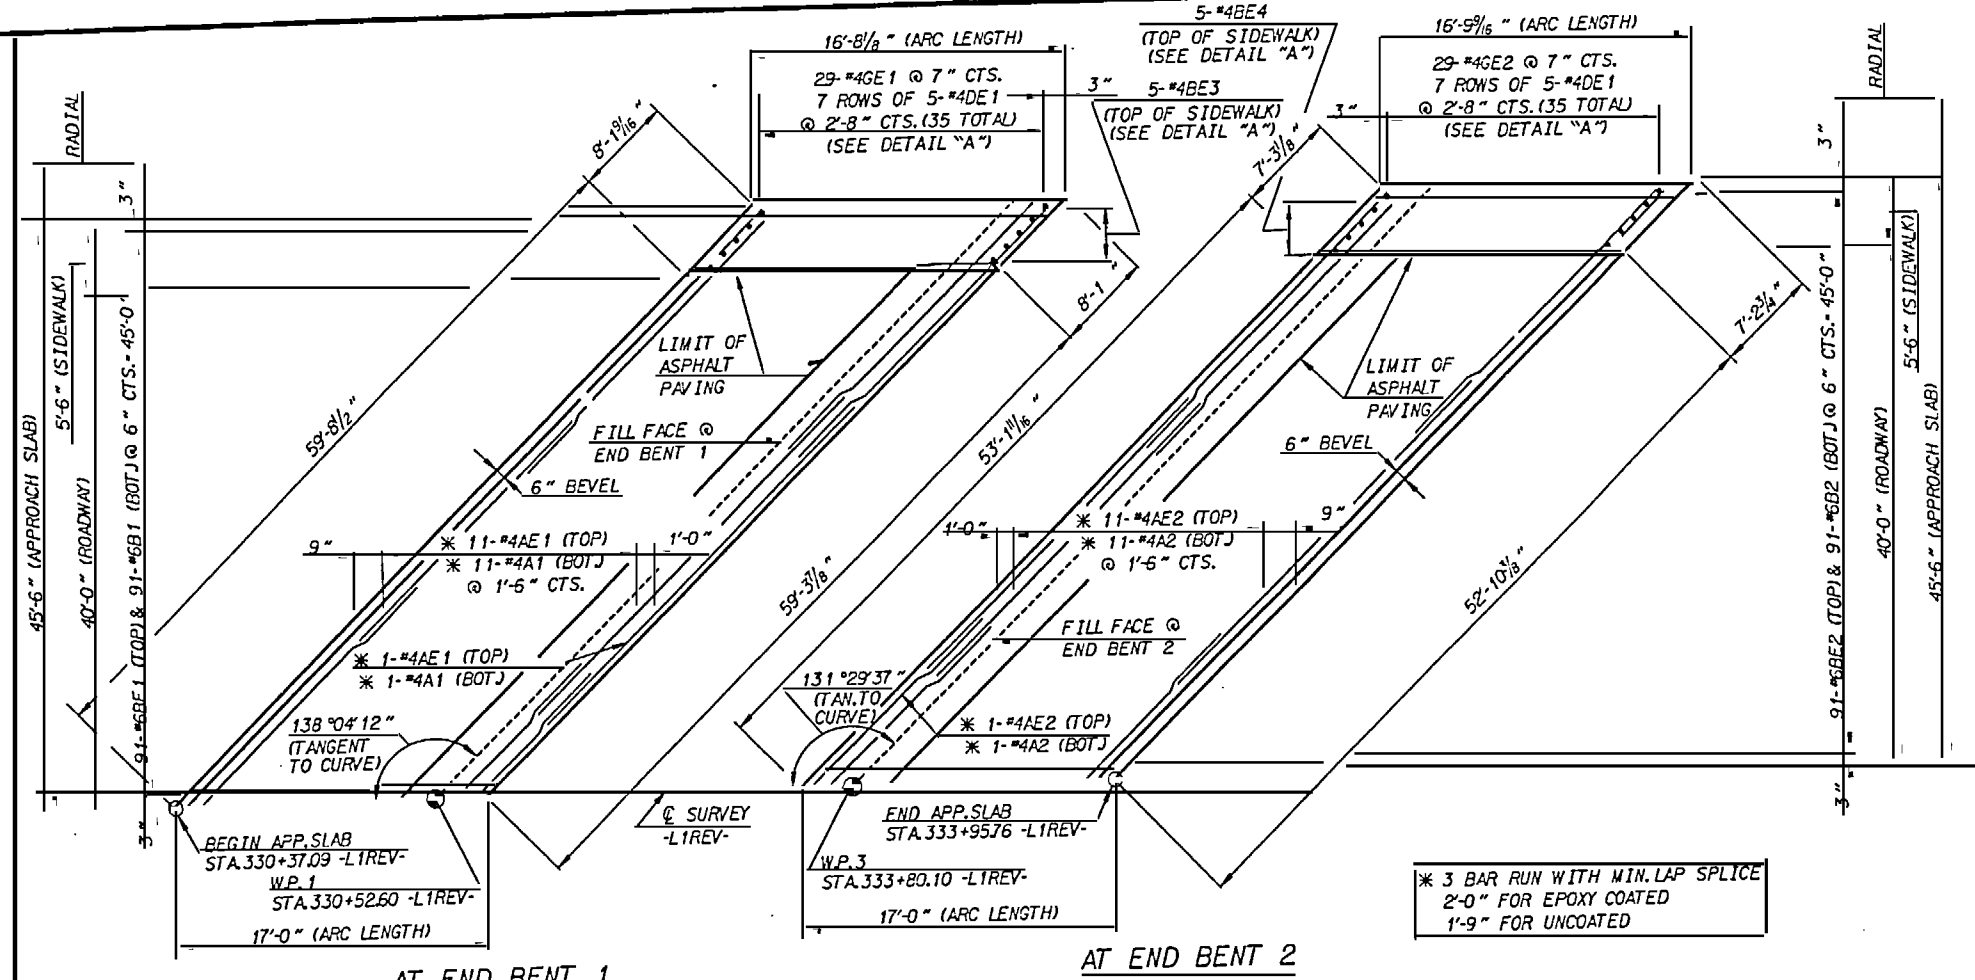 16'-8 1/8" (ARC LENGTH)
29-#4GE1 @ 7" CTS.
7 ROWS OF 5-#4DE1
@ 2'-8" CTS.(35 TOTAL)
(SEE DETAIL "A")
3"
5-#4BE4
(TOP OF SIDEWALK)
(SEE DETAIL "A")
5-#4BE3
(TOP OF SIDEWALK)
(SEE DETAIL "A")
16'-9 9/16" (ARC LENGTH)
29-#4GE2 @ 7" CTS.
7 ROWS OF 5-#4DE1
@ 2'-8" CTS.(35 TOTAL)
(SEE DETAIL "A")
3"
RADIAL
RADIAL
8'-1 9/16"
7'-3 1/8"
3"
3"
45'-6" (APPROACH SLAB)
5'-6" (SIDEWALK)
40'-0" (ROADWAY)
91-#6BE1 (TOP) & 91-#6B1 (BOT.) @ 6" CTS.= 45'-0"
3"
59'-8 1/2"
LIMIT OF
ASPHALT
PAVING
FILL FACE @
END BENT 1
6" BEVEL
8'-1"
53'-1 11/16"
59'-3 7/8"
9"
✳ 11-#4AE1 (TOP)
✳ 11-#4A1 (BOT.)
@ 1'-6" CTS.
1'-0"
✳ 1-#4AE1 (TOP)
✳ 1-#4A1 (BOT.)
138°04'12"
(TANGENT
TO CURVE)
LIMIT OF
ASPHALT
PAVING
6" BEVEL
7'-2 3/4"
52'-10 3/8"
1'-0"
✳ 11-#4AE2 (TOP)
✳ 11-#4A2 (BOT.)
@ 1'-6" CTS.
9"
FILL FACE @
END BENT 2
131°29'37"
(TAN.TO
CURVE)
✳ 1-#4AE2 (TOP)
✳ 1-#4A2 (BOT.)
91-#6BE2 (TOP) & 91-#6B2 (BOT.) @ 6" CTS.= 45'-0"
5'-6" (SIDEWALK)
40'-0" (ROADWAY)
45'-6" (APPROACH SLAB)
3"
BEGIN APP.SLAB
STA.330+37.09 -L1REV-
W.P.1
STA.330+52.60 -L1REV-
17'-0" (ARC LENGTH)
℄ SURVEY
-L1REV-
END APP.SLAB
STA.333+95.76 -L1REV-
W.P.3
STA.333+80.10 -L1REV-
17'-0" (ARC LENGTH)
✳ 3 BAR RUN WITH MIN.LAP SPLICE
2'-0" FOR EPOXY COATED
1'-9" FOR UNCOATED
AT END BENT 1
AT END BENT 2